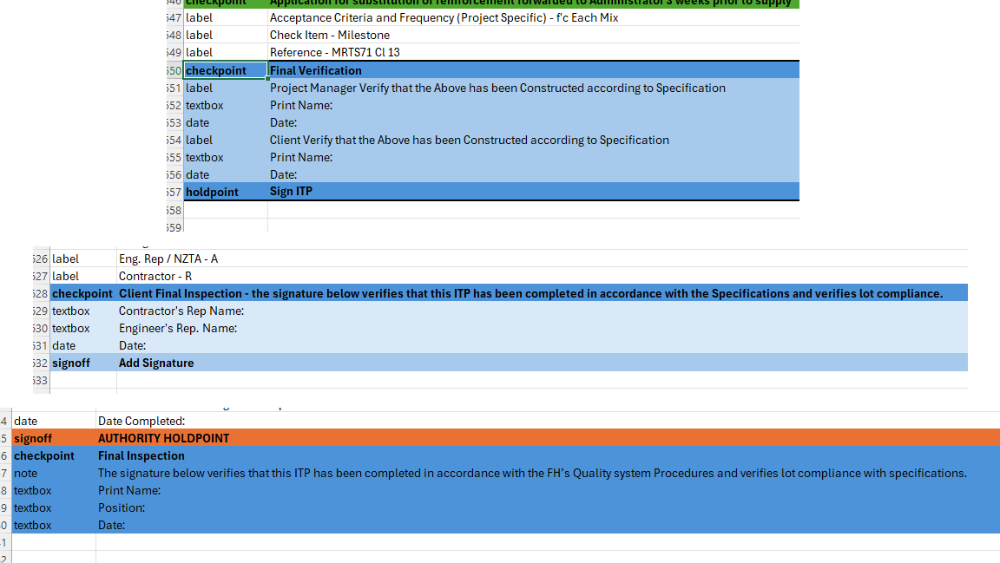 checkpoint Application for substitution of reinforcement forwarded to Administrator 3 weeks prior to supply
547 label Acceptance Criteria and Frequency (Project Specific) - f'c Each Mix
548 label Check Item - Milestone
549 label Reference - MRTS71 Cl 13
550 checkpoint Final Verification
551 label Project Manager Verify that the Above has been Constructed according to Specification
552 textbox Print Name:
553 date Date:
554 label Client Verify that the Above has been Constructed according to Specification
555 textbox Print Name:
556 date Date:
557 holdpoint Sign ITP
558
559
526 label Eng. Rep / NZTA - A
527 label Contractor - R
528 checkpoint Client Final Inspection - the signature below verifies that this ITP has been completed in accordance with the Specifications and verifies lot compliance.
529 textbox Contractor's Rep Name:
530 textbox Engineer's Rep. Name:
531 date Date:
532 signoff Add Signature
533
4 date Date Completed:
5 signoff AUTHORITY HOLDPOINT
6 checkpoint Final Inspection
7 note The signature below verifies that this ITP has been completed in accordance with the FH's Quality system Procedures and verifies lot compliance with specifications.
8 textbox Print Name:
9 textbox Position:
0 textbox Date:
1
2